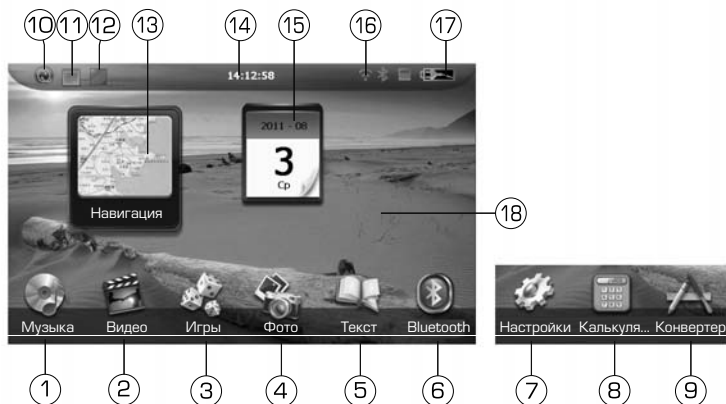 10 11 12 13 14 15 16 17
14:12:58
2011 - 08
3
Ср
Навигация
18
Музыка Видео Игры Фото Текст Bluetooth
Настройки Калькуля... Конвертер
1 2 3 4 5 6 7 8 9